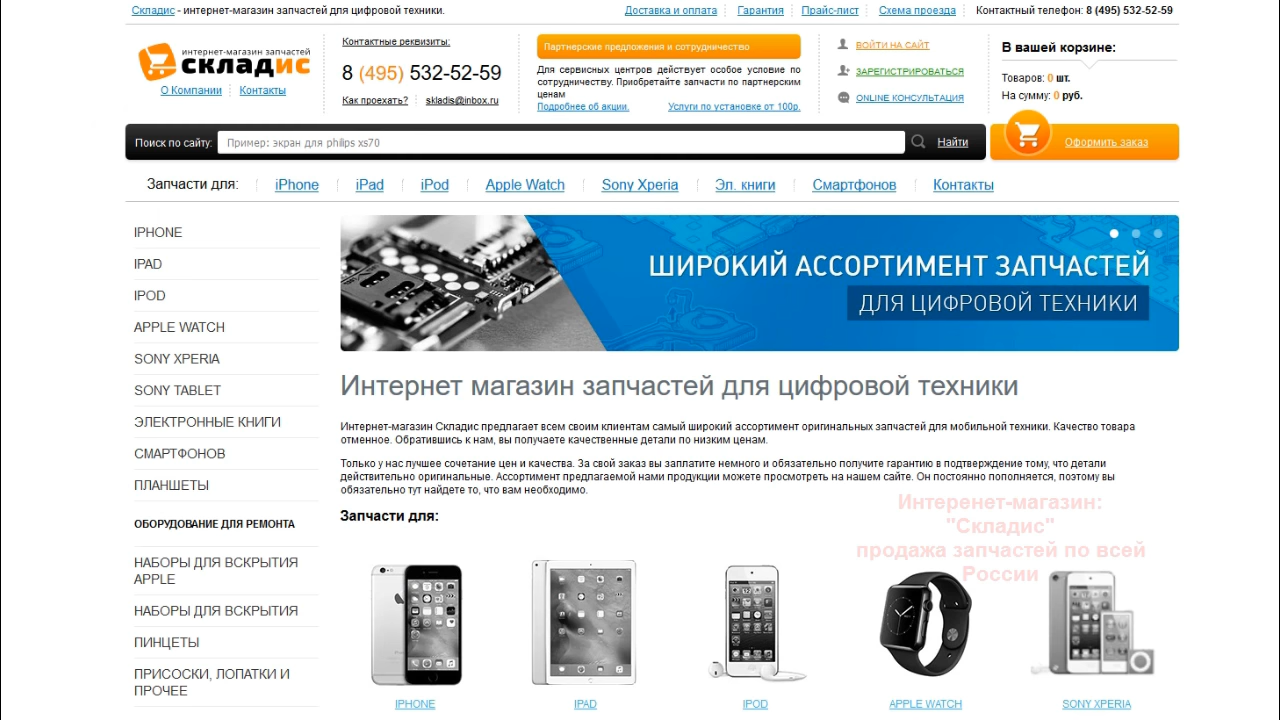 Складис - интернет-магазин запчастей для цифровой техники.
Доставка и оплата
Гарантия
Прайс-лист
Схема проезда
Контактный телефон: 8 (495) 532-52-59
интернет-магазин запчастей
складис
О Компании
Контакты
Контактные реквизиты:
8 (495) 532-52-59
Как проехать?
skladis@inbox.ru
Партнерские предложения и сотрудничество
Для сервисных центров действует особое условие по
сотрудничеству. Приобретайте запчасти по партнерским
ценам
Подробнее об акции.
Услуги по установке от 100р.
ВОЙТИ НА САЙТ
ЗАРЕГИСТРИРОВАТЬСЯ
ONLINE КОНСУЛЬТАЦИЯ
В вашей корзине:
Товаров: 0 шт.
На сумму: 0 руб.
Поиск по сайту:
Пример: экран для philips xs70
Найти
Оформить заказ
Запчасти для:
iPhone
iPad
iPod
Apple Watch
Sony Xperia
Эл. книги
Смартфонов
Контакты
IPHONE
IPAD
IPOD
APPLE WATCH
SONY XPERIA
SONY TABLET
ЭЛЕКТРОННЫЕ КНИГИ
СМАРТФОНОВ
ПЛАНШЕТЫ
ОБОРУДОВАНИЕ ДЛЯ РЕМОНТА
НАБОРЫ ДЛЯ ВСКРЫТИЯ
APPLE
НАБОРЫ ДЛЯ ВСКРЫТИЯ
ПИНЦЕТЫ
ПРИСОСКИ, ЛОПАТКИ И
ПРОЧЕЕ
ШИРОКИЙ АССОРТИМЕНТ ЗАПЧАСТЕЙ
ДЛЯ ЦИФРОВОЙ ТЕХНИКИ
Интернет магазин запчастей для цифровой техники
Интернет-магазин Складис предлагает всем своим клиентам самый широкий ассортимент оригинальных запчастей для мобильной техники. Качество товара
отменное. Обратившись к нам, вы получаете качественные детали по низким ценам.
Только у нас лучшее сочетание цен и качества. За свой заказ вы заплатите немного и обязательно получите гарантию в подтверждение тому, что детали
действительно оригинальные. Ассортимент предлагаемой нами продукции можете просмотреть на нашем сайте. Он постоянно пополняется, поэтому вы
обязательно тут найдете то, что вам необходимо.
Запчасти для:
Интеренет-магазин:
"Складис"
продажа запчастей по всей
России
IPHONE
IPAD
IPOD
APPLE WATCH
SONY XPERIA